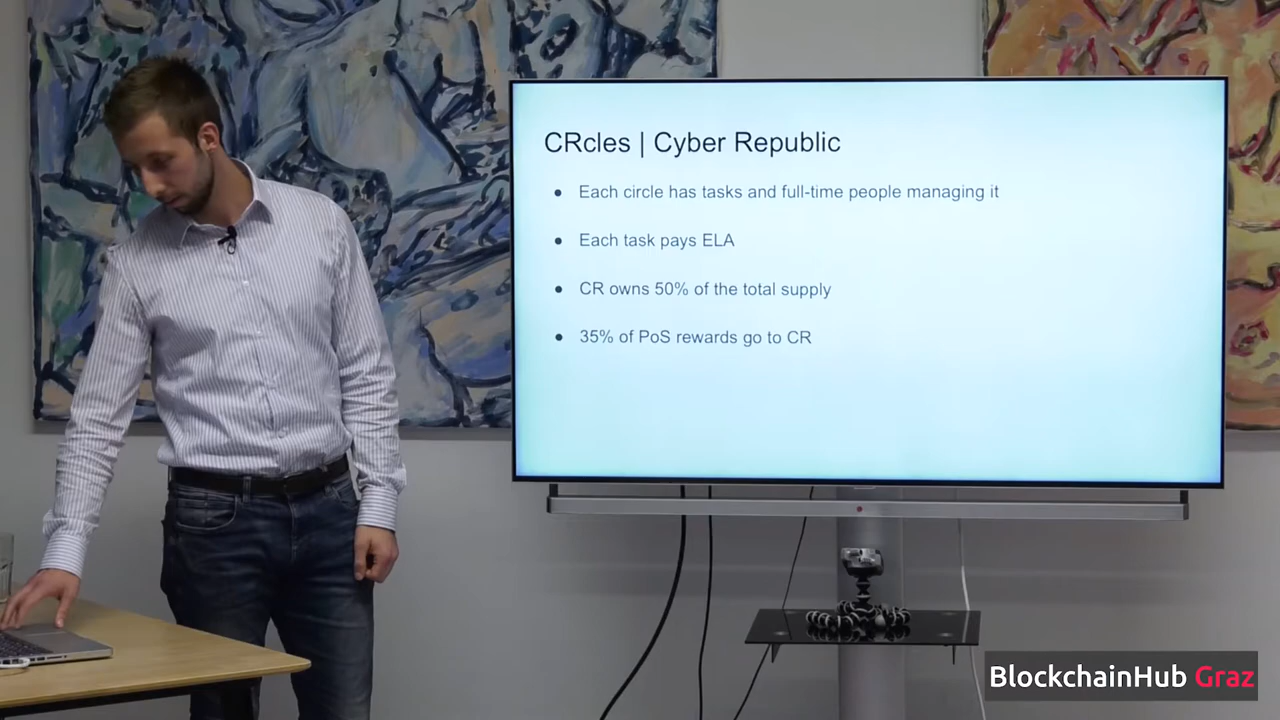 CRcles | Cyber Republic
● Each circle has tasks and full-time people managing it
● Each task pays ELA
● CR owns 50% of the total supply
● 35% of PoS rewards go to CR
BlockchainHub Graz